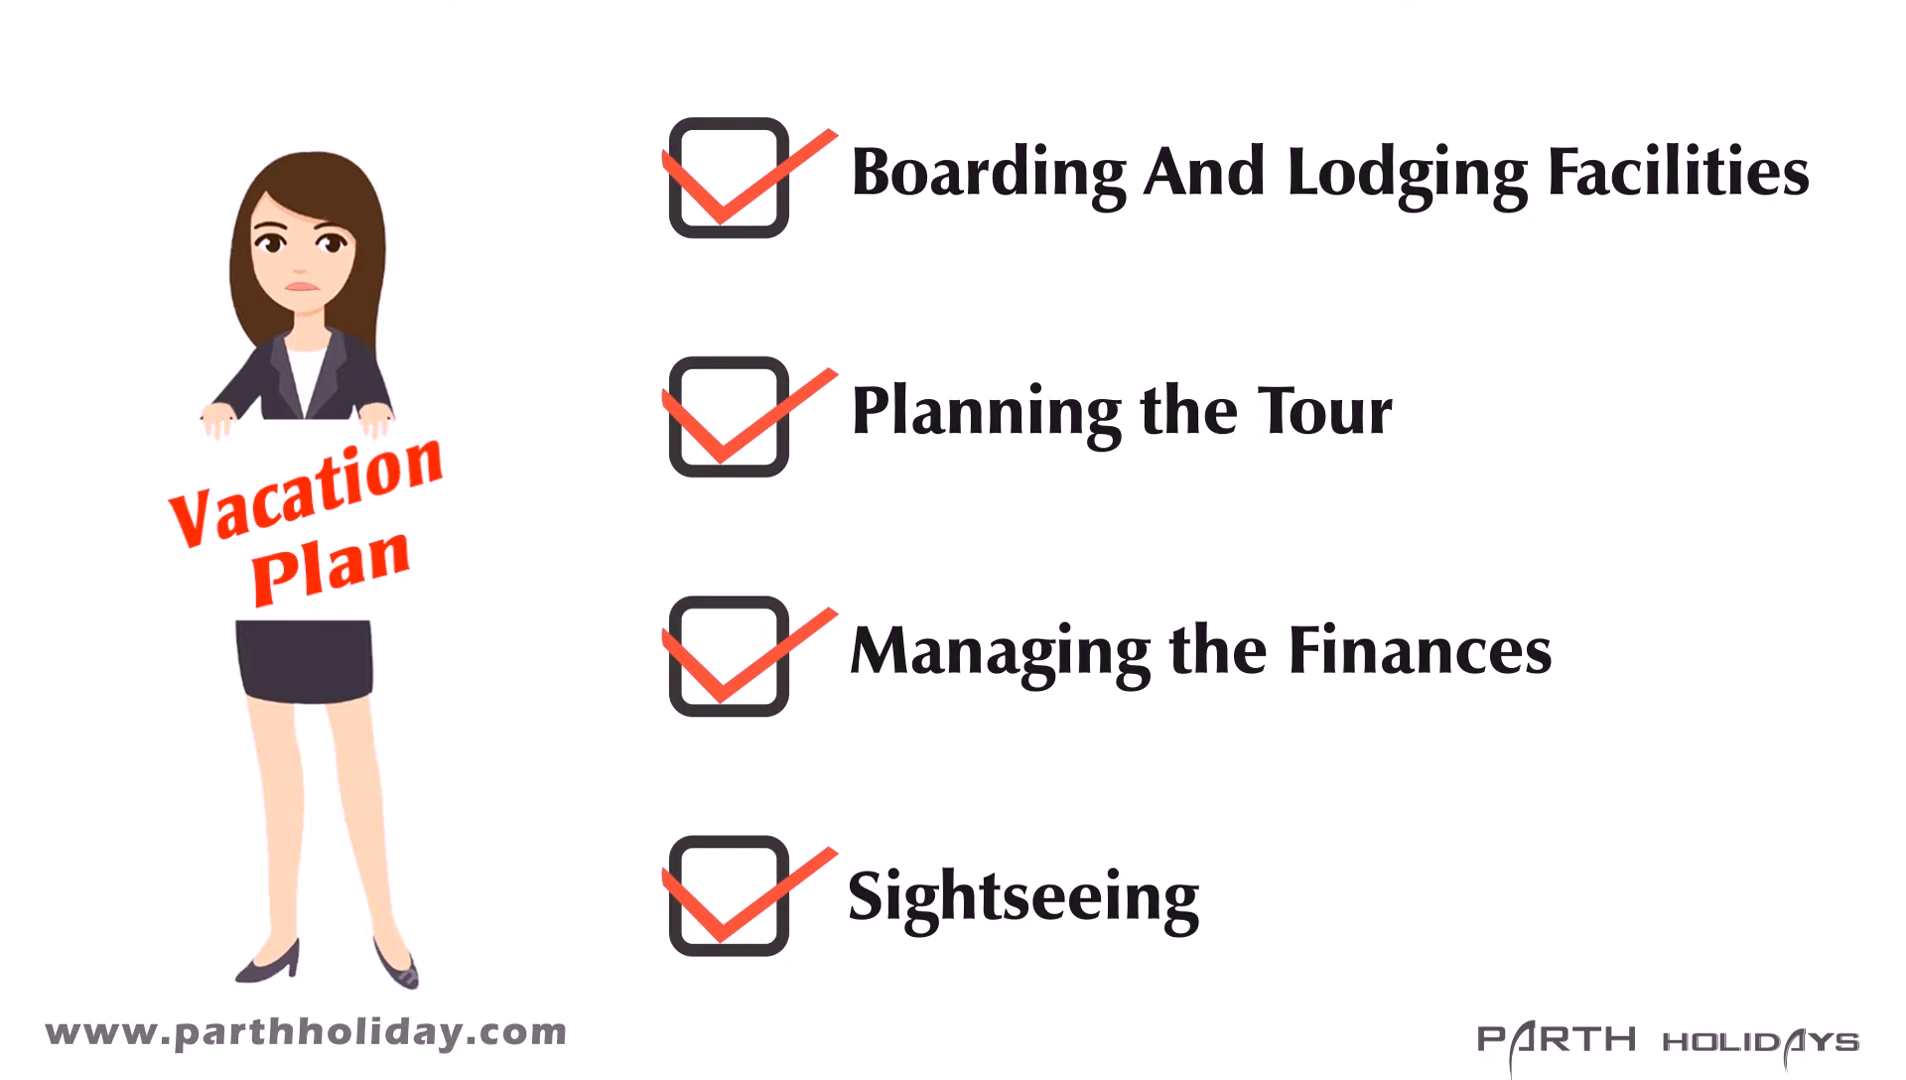 Boarding And Lodging Facilities
Planning the Tour
Vacation
Plan
Managing the Finances
Sightseeing
www.parthholiday.com
PARTH HOLIDAYS